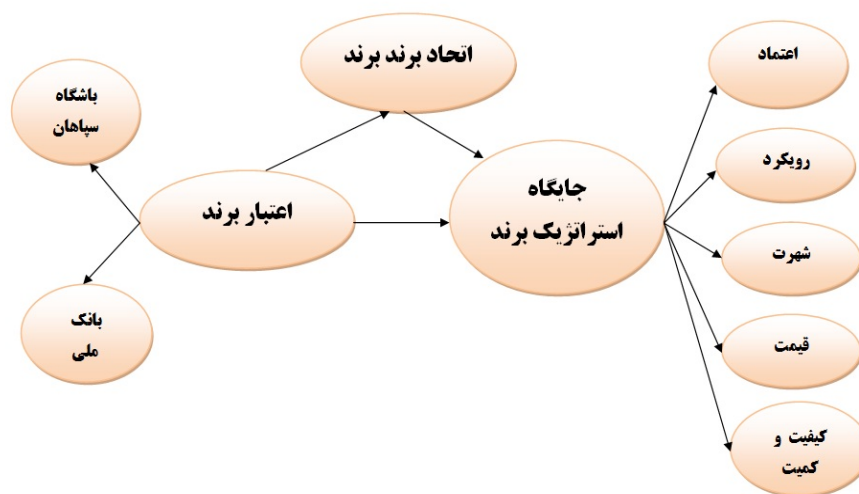 اتحاد برند برند
اعتماد
باشگاه
سپاهان
رویکرد
جایگاه
استراتژیک برند
اعتبار برند
شهرت
بانک
ملی
قیمت
کیفیت و
کمیت